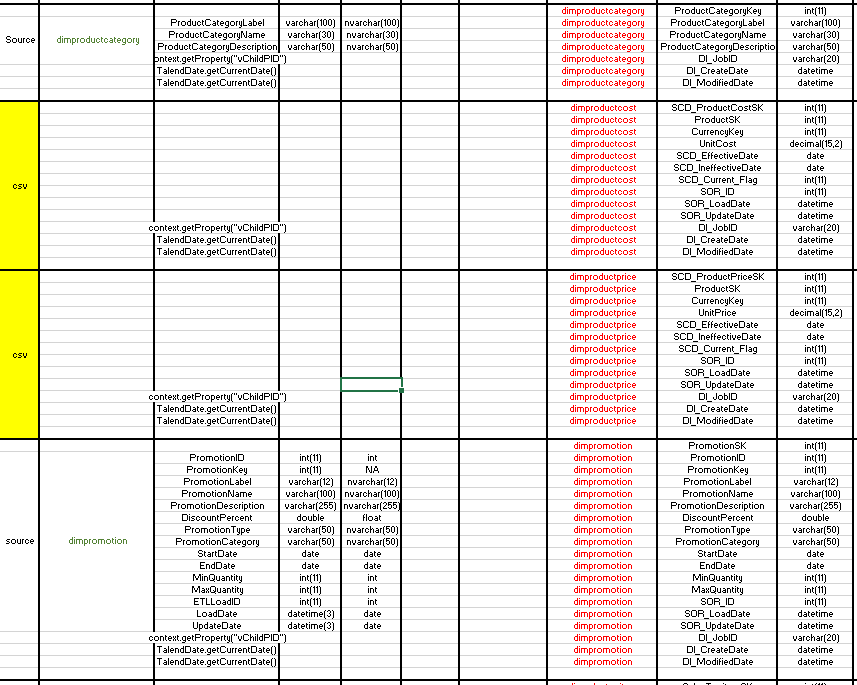 dimproductcategory ProductCategoryKey int(11)
ProductCategoryLabel varchar(100) nvarchar(100) dimproductcategory ProductCategoryLabel varchar(100)
ProductCategoryName varchar(30) nvarchar(30) dimproductcategory ProductCategoryName varchar(30)
Source dimproductcategory ProductCategoryDescription varchar(50) nvarchar(50) dimproductcategory ProductCategoryDescriptio varchar(50)
ontext.getProperty("vChildPID") dimproductcategory DI_JobID varchar(20)
TalendDate.getCurrentDate() dimproductcategory DI_CreateDate datetime
TalendDate.getCurrentDate() dimproductcategory DI_ModifiedDate datetime
dimproductcost SCD_ProductCostSK int(11)
dimproductcost ProductSK int(11)
dimproductcost CurrencyKey int(11)
dimproductcost UnitCost decimal(15,2)
dimproductcost SCD_EffectiveDate date
dimproductcost SCD_IneffectiveDate date
csv dimproductcost SCD_Current_Flag int(11)
dimproductcost SOR_ID int(11)
dimproductcost SOR_LoadDate datetime
dimproductcost SOR_UpdateDate datetime
context.getProperty("vChildPID") dimproductcost DI_JobID varchar(20)
TalendDate.getCurrentDate() dimproductcost DI_CreateDate datetime
TalendDate.getCurrentDate() dimproductcost DI_ModifiedDate datetime
dimproductprice SCD_ProductPriceSK int(11)
dimproductprice ProductSK int(11)
dimproductprice CurrencyKey int(11)
dimproductprice UnitPrice decimal(15,2)
dimproductprice SCD_EffectiveDate date
dimproductprice SCD_IneffectiveDate date
csv dimproductprice SCD_Current_Flag int(11)
dimproductprice SOR_ID int(11)
dimproductprice SOR_LoadDate datetime
dimproductprice SOR_UpdateDate datetime
context.getProperty("vChildPID") dimproductprice DI_JobID varchar(20)
TalendDate.getCurrentDate() dimproductprice DI_CreateDate datetime
TalendDate.getCurrentDate() dimproductprice DI_ModifiedDate datetime
dimpromotion PromotionSK int(11)
PromotionID int(11) int dimpromotion PromotionID int(11)
PromotionKey int(11) NA dimpromotion PromotionKey int(11)
PromotionLabel varchar(12) nvarchar(12) dimpromotion PromotionLabel varchar(12)
PromotionName varchar(100) nvarchar(100) dimpromotion PromotionName varchar(100)
PromotionDescription varchar(255) nvarchar(255) dimpromotion PromotionDescription varchar(255)
DiscountPercent double float dimpromotion DiscountPercent double
PromotionType varchar(50) nvarchar(50) dimpromotion PromotionType varchar(50)
source dimpromotion PromotionCategory varchar(50) nvarchar(50) dimpromotion PromotionCategory varchar(50)
StartDate date date dimpromotion StartDate date
EndDate date date dimpromotion EndDate date
MinQuantity int(11) int dimpromotion MinQuantity int(11)
MaxQuantity int(11) int dimpromotion MaxQuantity int(11)
ETLLoadID int(11) int dimpromotion SOR_ID int(11)
LoadDate datetime(3) date dimpromotion SOR_LoadDate datetime
UpdateDate datetime(3) date dimpromotion SOR_UpdateDate datetime
context.getProperty("vChildPID") dimpromotion DI_JobID varchar(20)
TalendDate.getCurrentDate() dimpromotion DI_CreateDate datetime
TalendDate.getCurrentDate() dimpromotion DI_ModifiedDate datetime